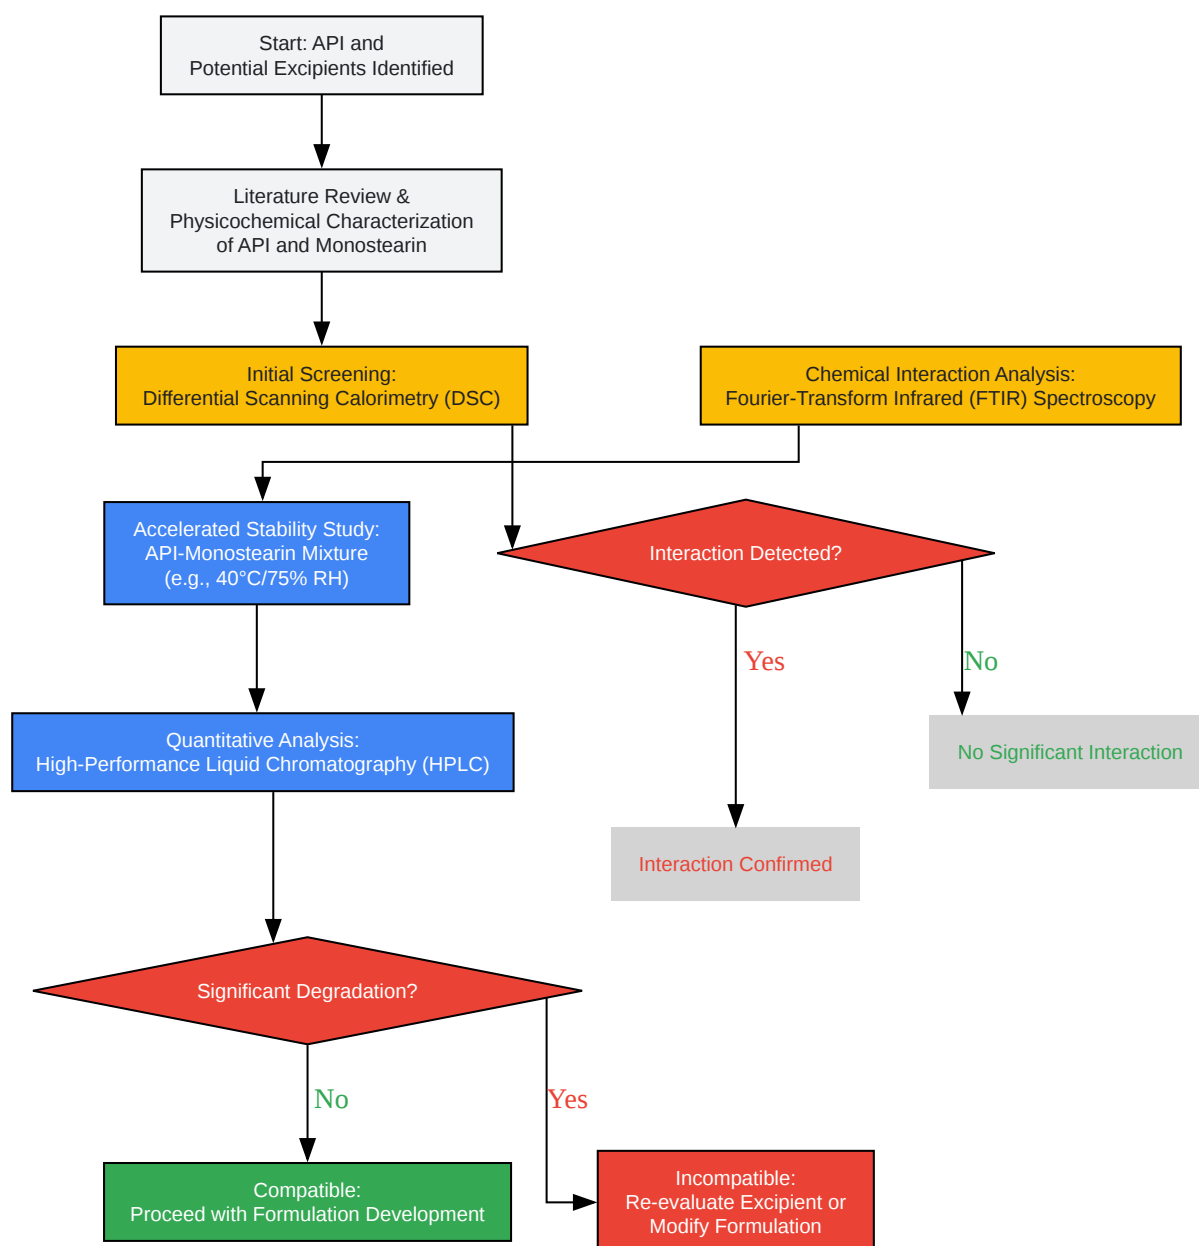 Start: API and
Potential Excipients Identified
Literature Review &
Physicochemical Characterization
of API and Monostearin
Initial Screening:
Differential Scanning Calorimetry (DSC)
Chemical Interaction Analysis:
Fourier-Transform Infrared (FTIR) Spectroscopy
Accelerated Stability Study:
API-Monostearin Mixture
(e.g., 40°C/75% RH)
Interaction Detected?
Yes
No
Quantitative Analysis:
High-Performance Liquid Chromatography (HPLC)
No Significant Interaction
Interaction Confirmed
Significant Degradation?
No
Yes
Compatible:
Proceed with Formulation Development
Incompatible:
Re-evaluate Excipient or
Modify Formulation